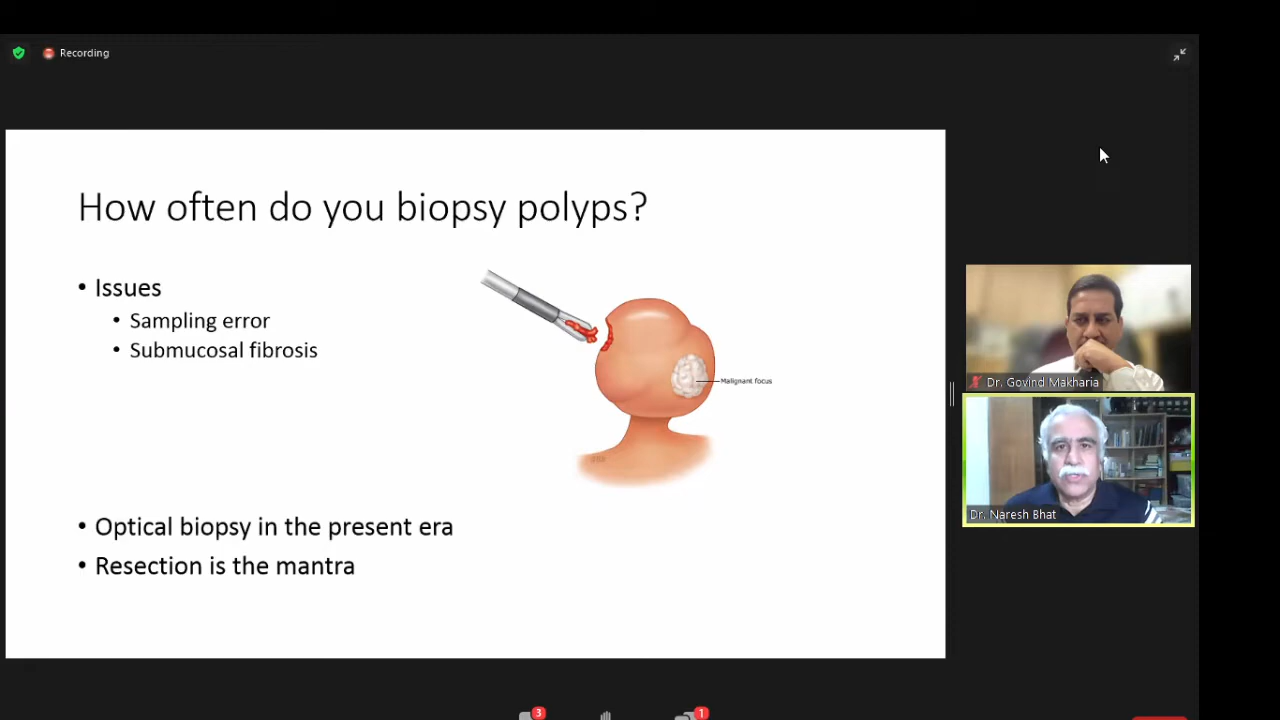 Recording
How often do you biopsy polyps?
• Issues
• Sampling error
• Submucosal fibrosis
Malignant focus
• Optical biopsy in the present era
• Resection is the mantra
Dr. Govind Makharia
Dr. Naresh Bhat
3
1